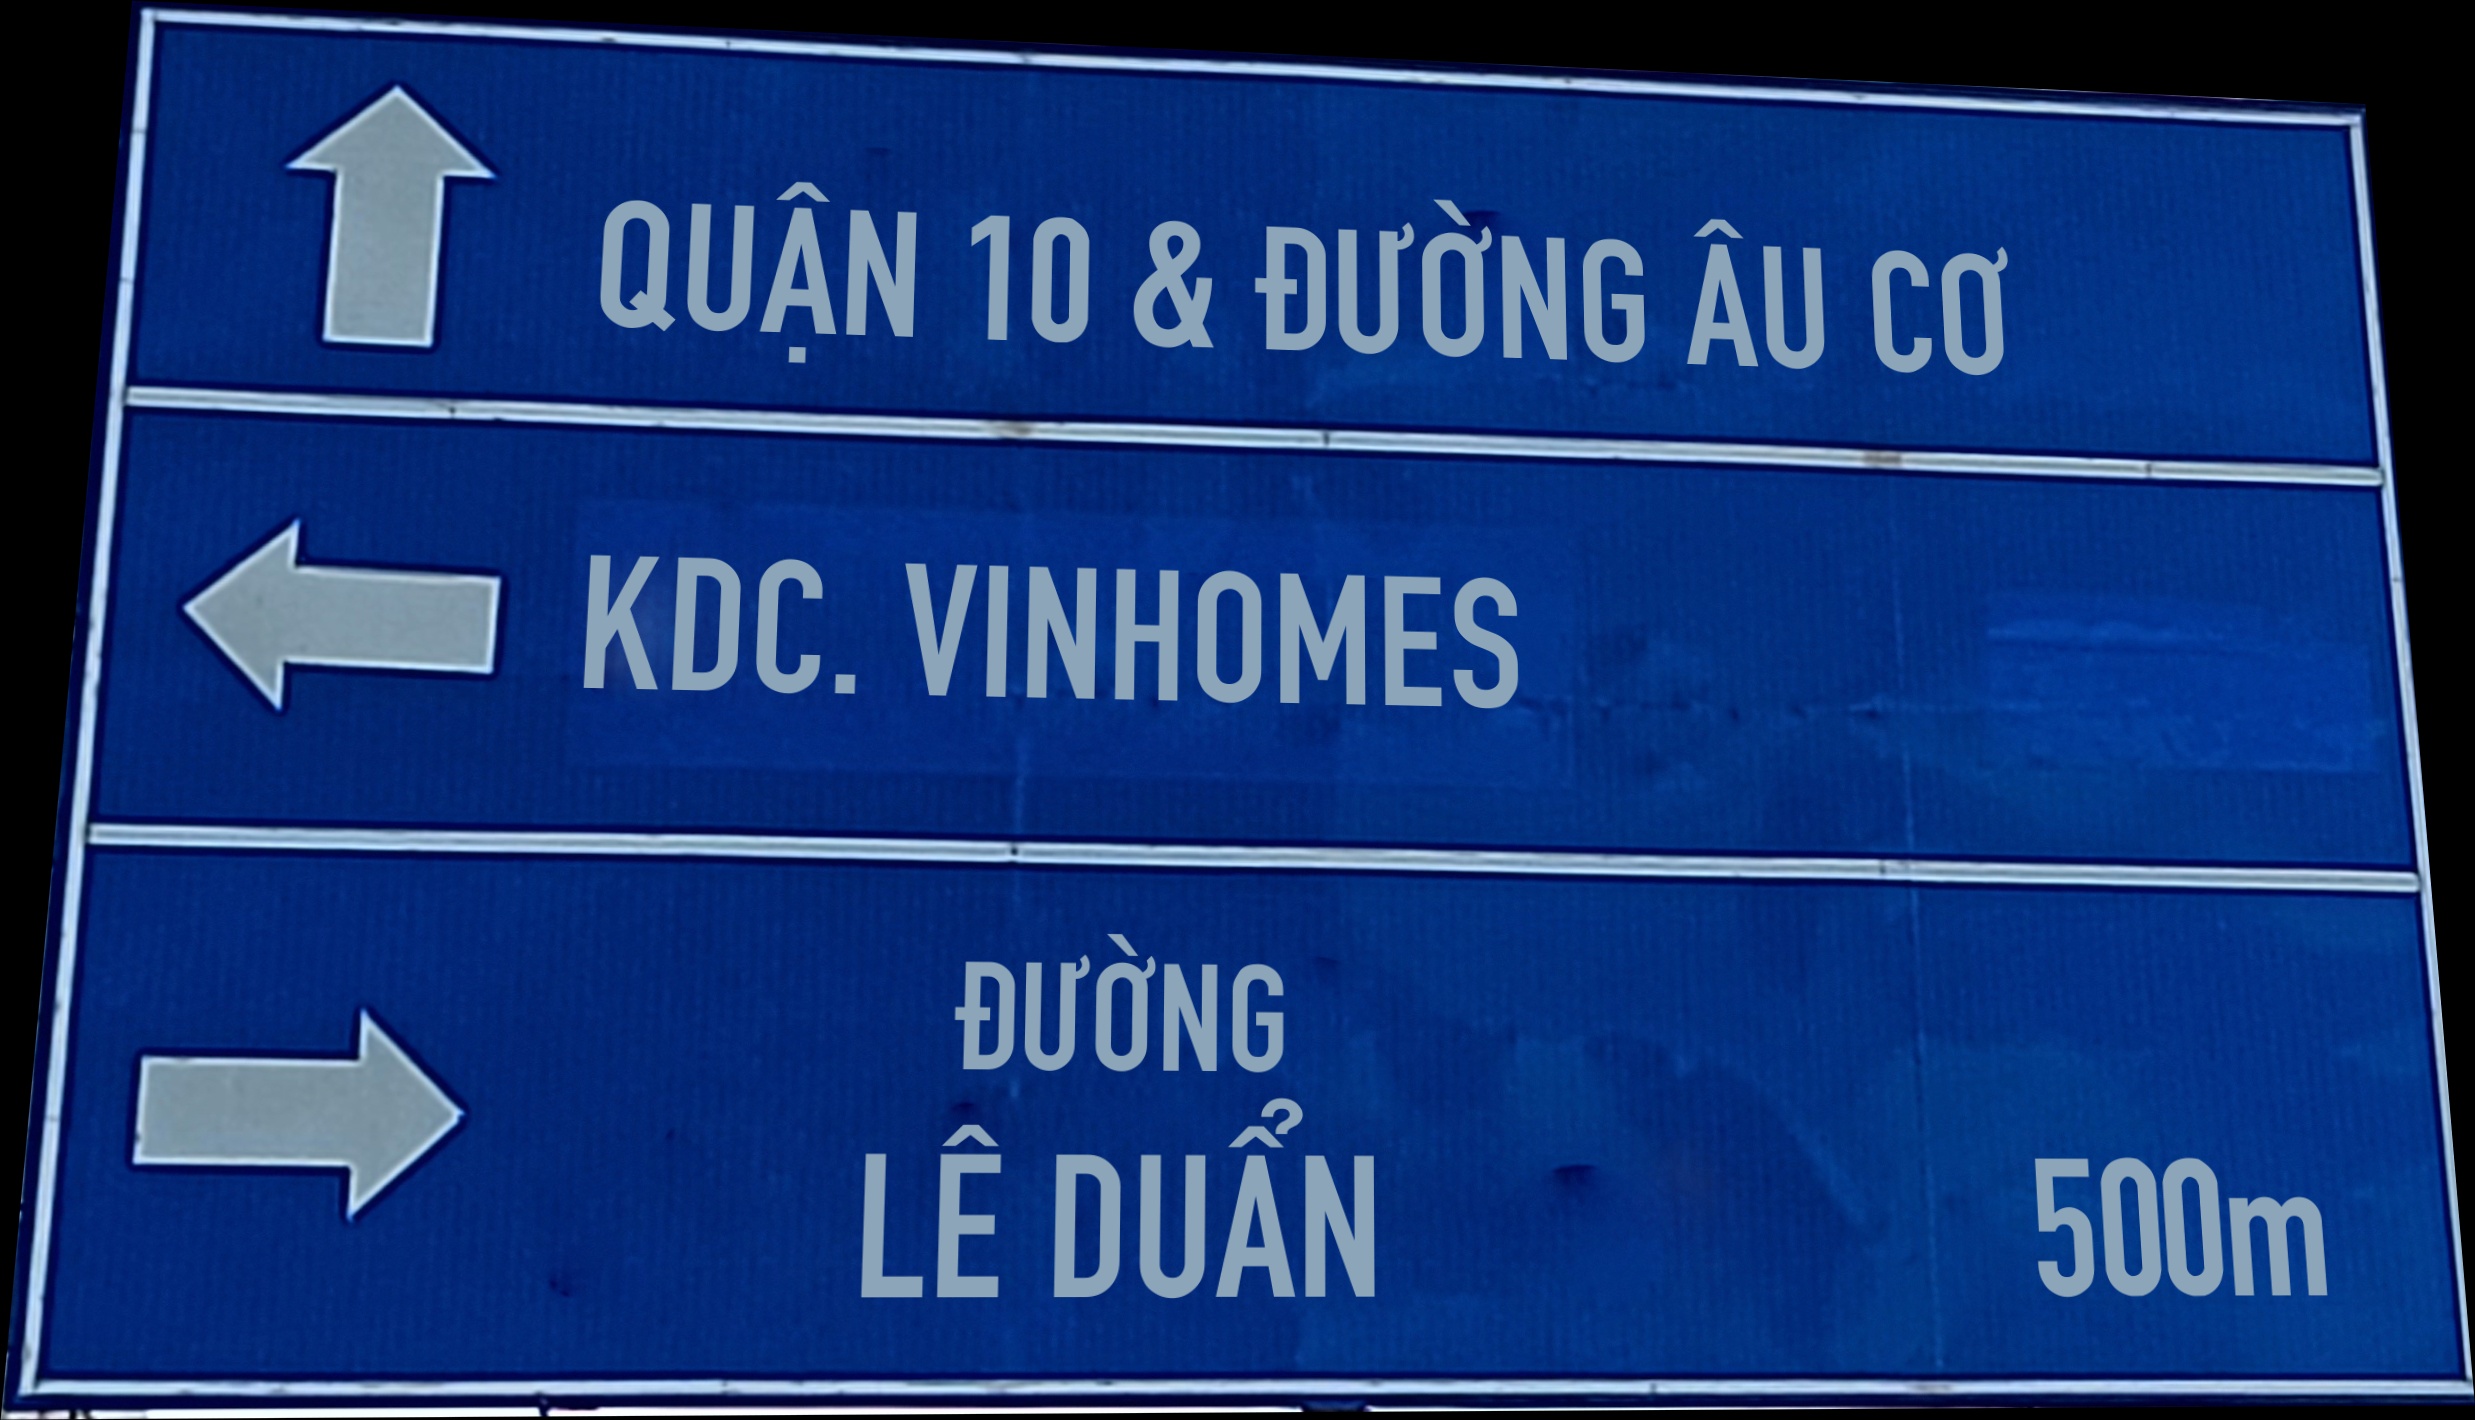 QUẬN 10 & ĐƯỜNG ÂU CƠ
KDC. VINHOMES
ĐƯỜNG
LÊ DUẨN
500m